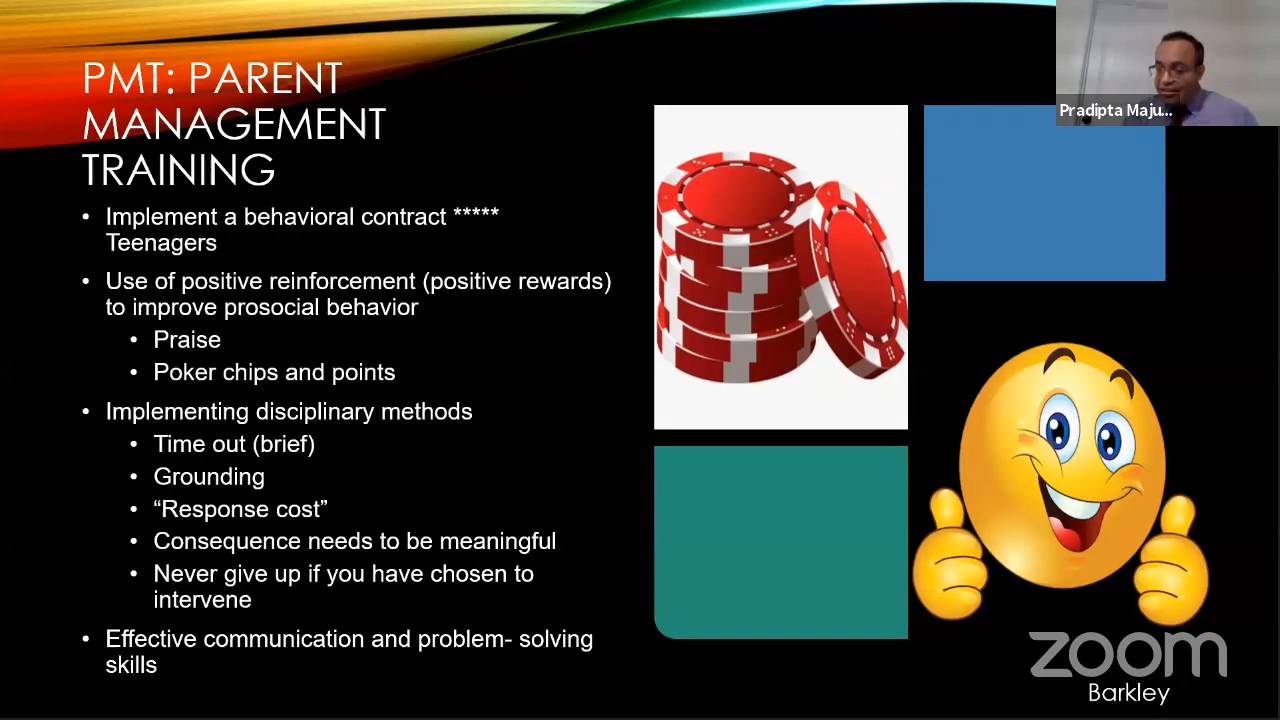 PMT: PARENT
MANAGEMENT
TRAINING
• Implement a behavioral contract *****
Teenagers
• Use of positive reinforcement (positive rewards)
to improve prosocial behavior
• Praise
• Poker chips and points
• Implementing disciplinary methods
• Time out (brief)
• Grounding
• “Response cost”
• Consequence needs to be meaningful
• Never give up if you have chosen to
intervene
• Effective communication and problem- solving
skills
Pradipta Maju...
zoom
Barkley